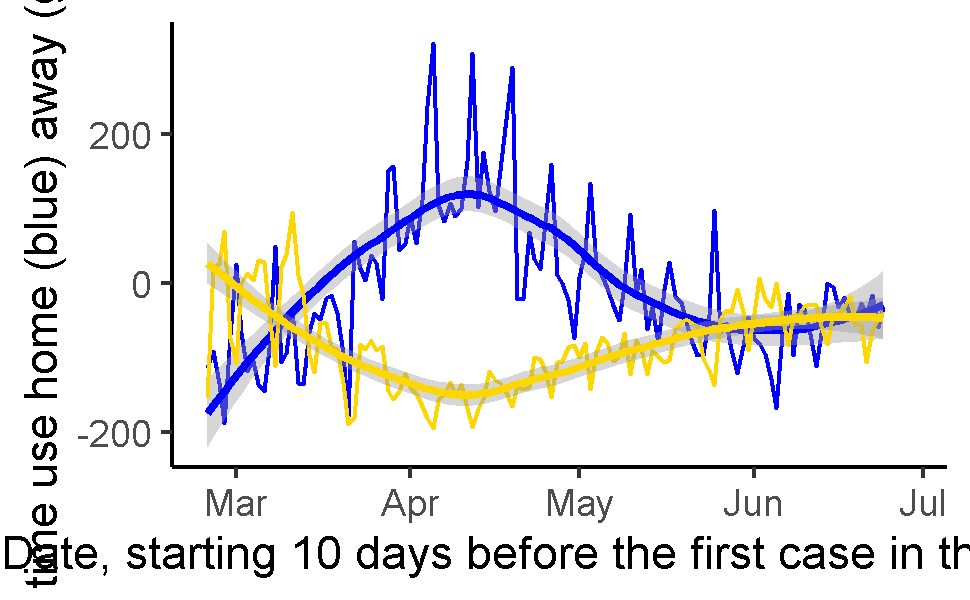 time use home (blue) away (
200
0
-200
Mar Apr May Jun Jul
Date, starting 10 days before the first case in th